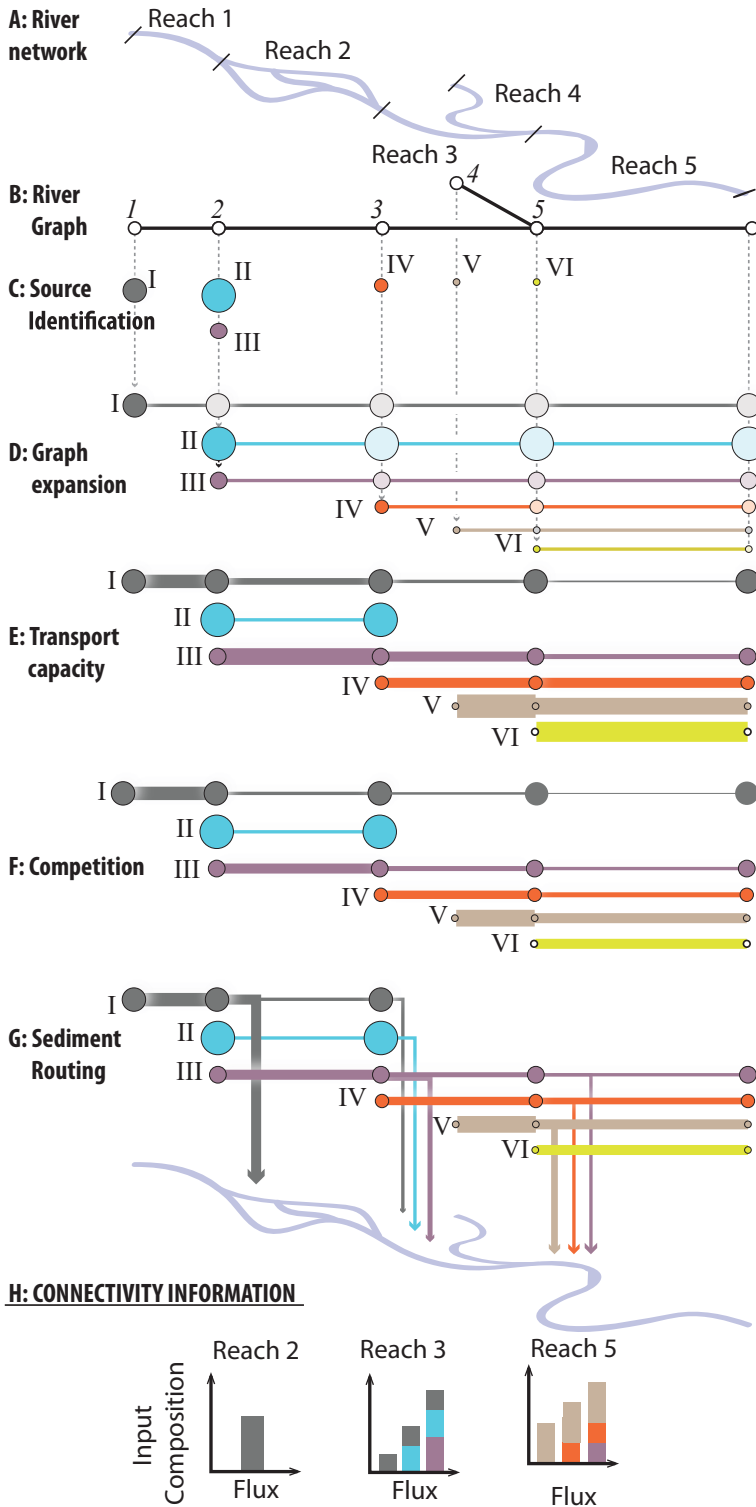 A: River
network
Reach 1
Reach 2
Reach 4
Reach 3
Reach 5
B: River
Graph
1
2
3
4
5
C: Source
Identification
I
II
III
IV
V
VI
D: Graph
expansion
I
II
III
IV
V
VI
E: Transport
capacity
I
II
III
IV
V
VI
F: Competition
I
II
III
IV
V
VI
G: Sediment
Routing
I
II
III
IV
V
VI
H: CONNECTIVITY INFORMATION
Reach 2
Reach 3
Reach 5
Input
Composition
Flux
Flux
Flux